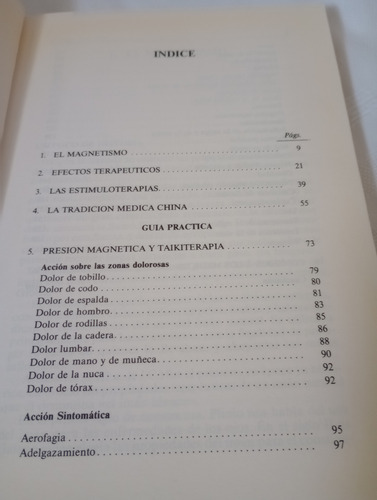 INDICE
Págs.
1. EL MAGNETISMO 9
2. EFECTOS TERAPEUTICOS 21
3. LAS ESTIMULOTERAPIAS. 39
4. LA TRADICION MEDICA CHINA 55
GUIA PRACTICA
5. PRESION MAGNETICA Y TAIKITERAPIA 73
Acción sobre las zonas dolorosas
Dolor de tobillo 79
Dolor de codo 80
Dolor de espalda 81
Dolor de hombro 83
Dolor de rodillas 85
Dolor de la cadera 86
Dolor lumbar 88
Dolor de mano y de muñeca 90
Dolor de la nuca 92
Dolor de tórax 92
Acción Sintomática
Aerofagia 95
Adelgazamiento 97